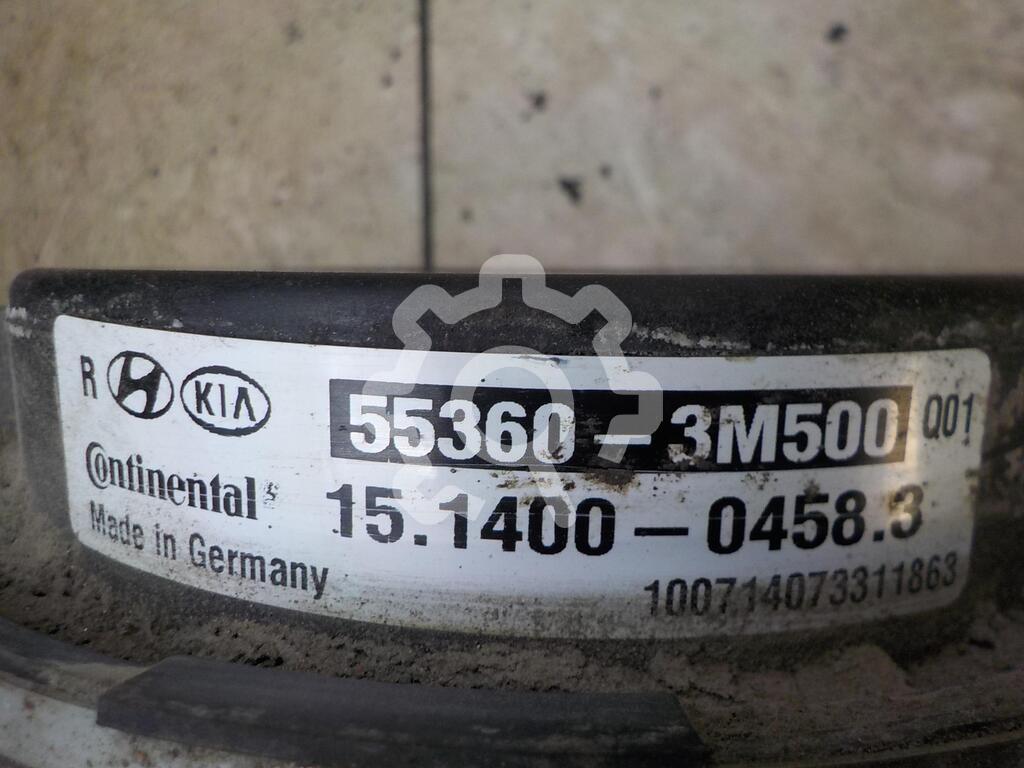 R H KIA 55360-3M500 Q01
Continental 15.1400-0458.3
Made in Germany 100714073311863